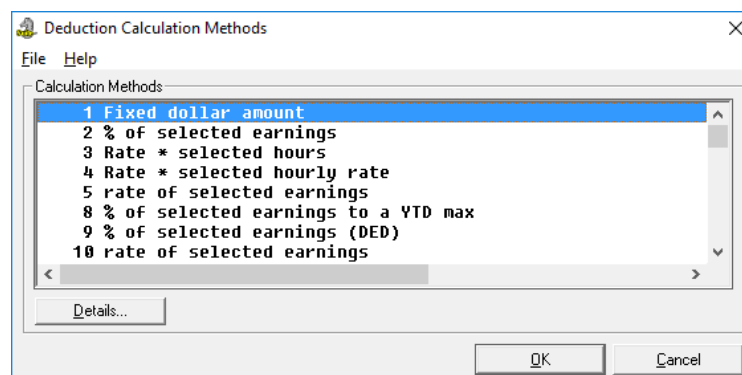 Deduction Calculation Methods
File Help
Calculation Methods
1 Fixed dollar amount
2 % of selected earnings
3 Rate * selected hours
4 Rate * selected hourly rate
5 rate of selected earnings
8 % of selected earnings to a YTD max
9 % of selected earnings (DED)
10 rate of selected earnings
Details...
OK Cancel